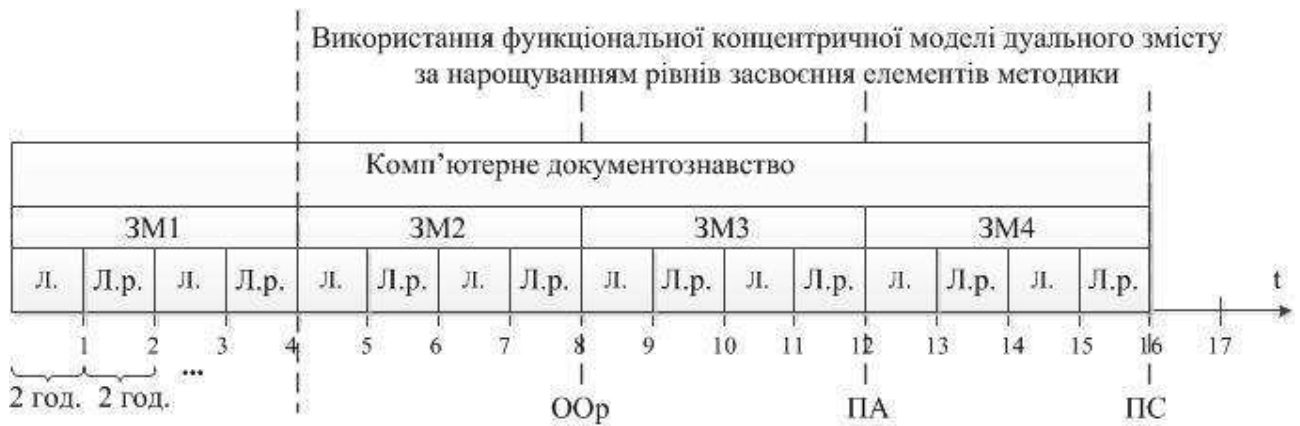 Використання функціональної концентричної моделі дуального змісту
за нарощуванням рівнів засвоєння елементів методики
Комп’ютерне документознавство
ЗМ1 ЗМ2 ЗМ3 ЗМ4
л. Л.р. л. Л.р. л. Л.р. л. Л.р. л. Л.р. л. Л.р. л. Л.р. л. Л.р. t
1 2 3 4 5 6 7 8 9 10 11 12 13 14 15 16 17
...
2 год. 2 год. ООр ПА ПС